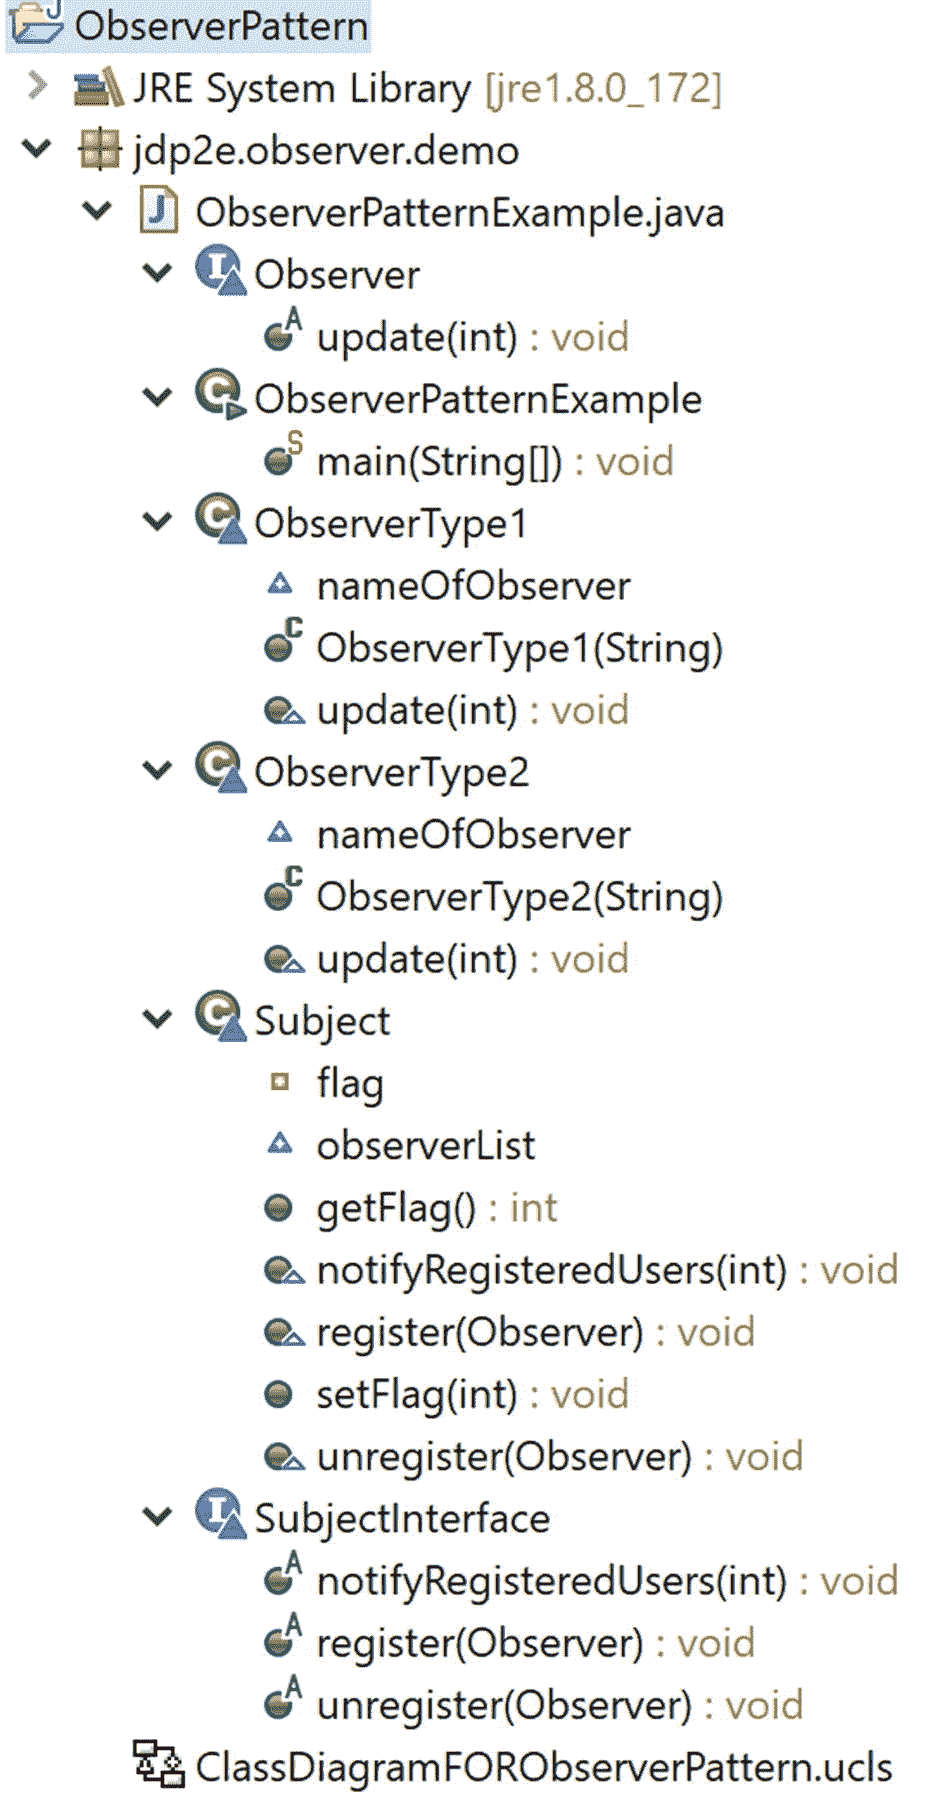 ObserverPattern
JRE System Library [jre1.8.0_172]
jdp2e.observer.demo
ObserverPatternExample.java
Observer
update(int) : void
ObserverPatternExample
main(String[]) : void
ObserverType1
nameOfObserver
ObserverType1(String)
update(int) : void
ObserverType2
nameOfObserver
ObserverType2(String)
update(int) : void
Subject
flag
observerList
getFlag() : int
notifyRegisteredUsers(int) : void
register(Observer) : void
setFlag(int) : void
unregister(Observer) : void
SubjectInterface
notifyRegisteredUsers(int) : void
register(Observer) : void
unregister(Observer) : void
ClassDiagramFORObserverPattern.ucls